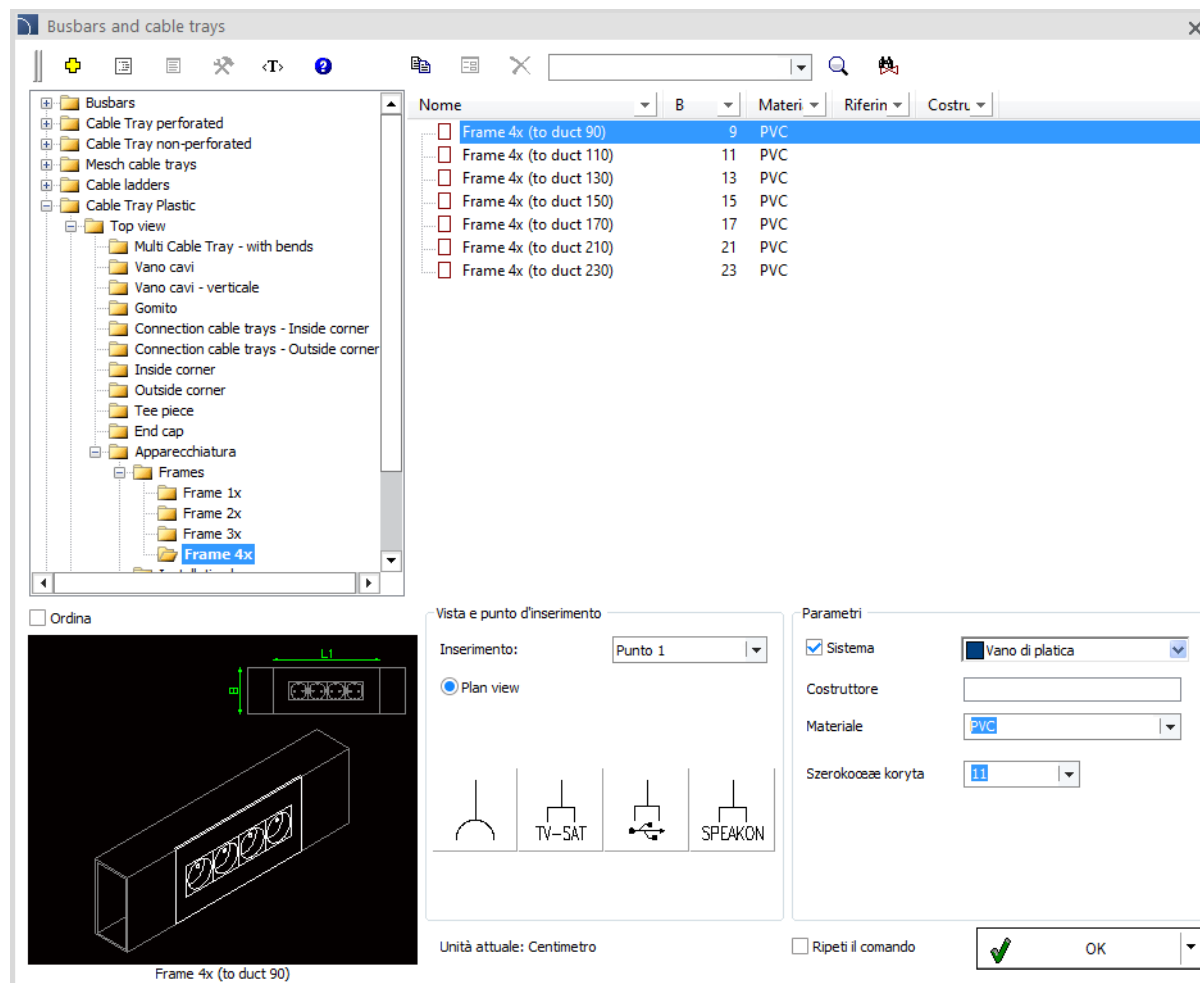 Busbars and cable trays
<T>
Busbars
Cable Tray perforated
Cable Tray non-perforated
Mesch cable trays
Cable ladders
Cable Tray Plastic
Top view
Multi Cable Tray - with bends
Vano cavi
Vano cavi - verticale
Gomito
Connection cable trays - Inside corner
Connection cable trays - Outside corner
Inside corner
Outside corner
Tee piece
End cap
Apparecchiatura
Frames
Frame 1x
Frame 2x
Frame 3x
Frame 4x
Nome B Materi Riferin Costru
Frame 4x (to duct 90) 9 PVC
Frame 4x (to duct 110) 11 PVC
Frame 4x (to duct 130) 13 PVC
Frame 4x (to duct 150) 15 PVC
Frame 4x (to duct 170) 17 PVC
Frame 4x (to duct 210) 21 PVC
Frame 4x (to duct 230) 23 PVC
Ordina
L1
B
Frame 4x (to duct 90)
Vista e punto d'inserimento
Inserimento: Punto 1
Plan view
TV-SAT
SPEAKON
Unità attuale: Centimetro
Parametri
Sistema Vano di platica
Costruttore
Materiale PVC
Szerokoœæ koryta 11
Ripeti il comando
OK